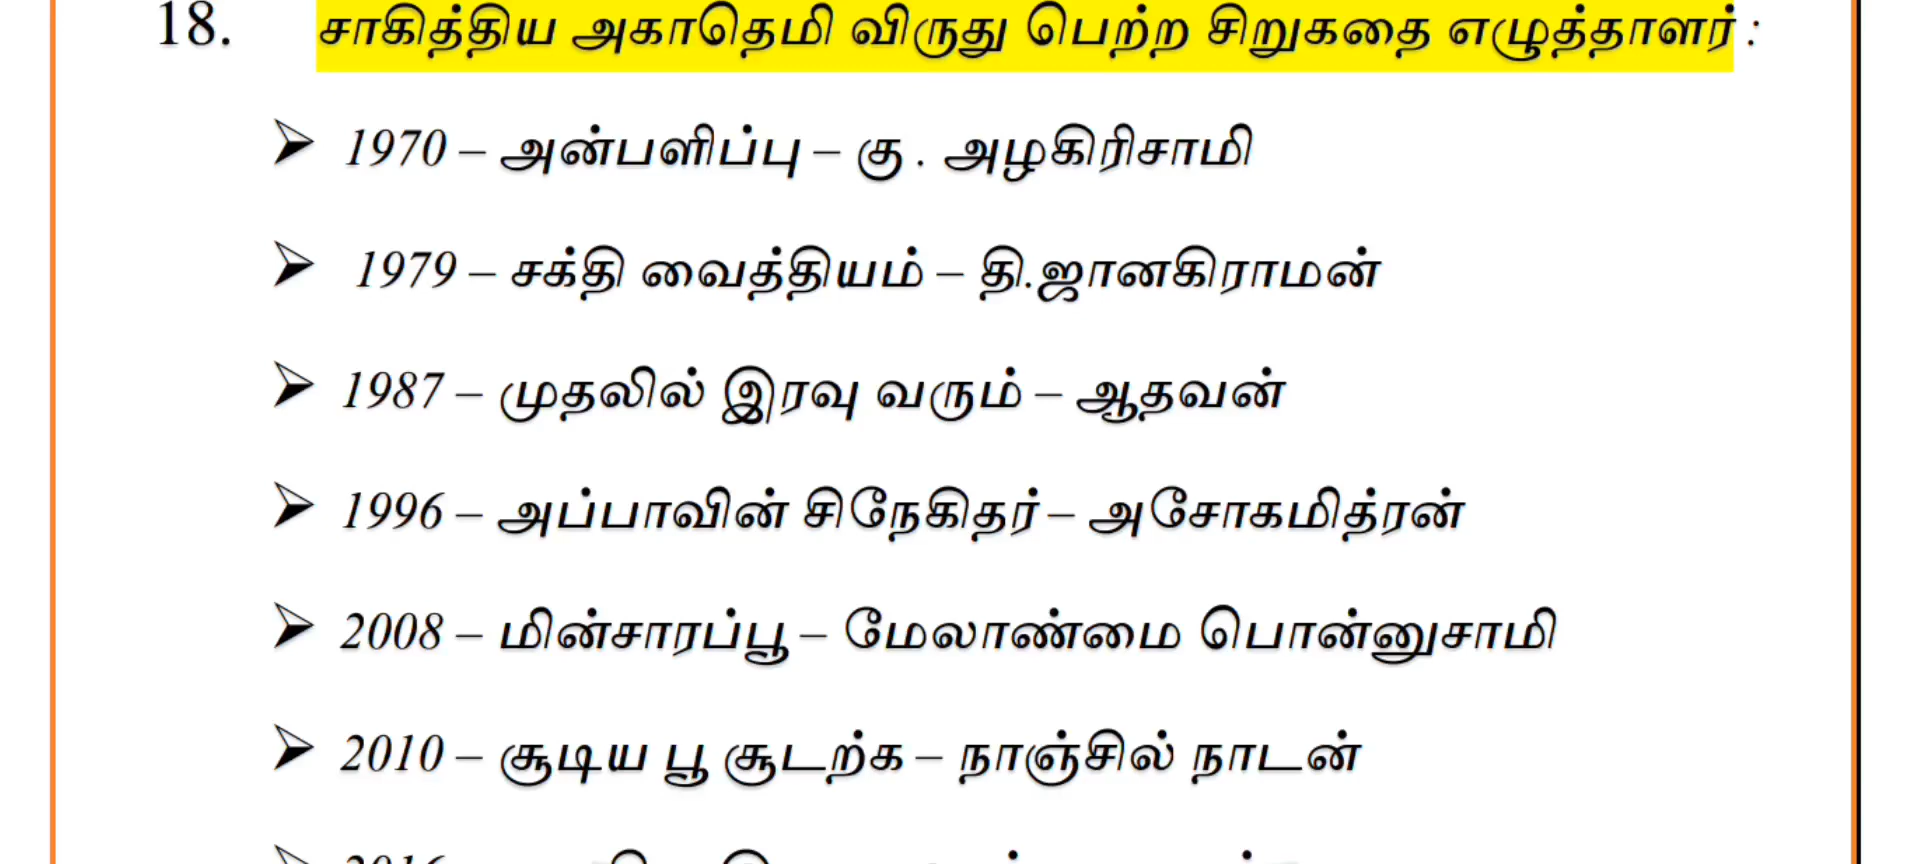 18. சாகித்திய அகாதெமி விருது பெற்ற சிறுகதை எழுத்தாளர் :
➢ 1970 – அன்பளிப்பு – கு . அழகிரிசாமி
➢ 1979 – சக்தி வைத்தியம் – தி.ஜானகிராமன்
➢ 1987 – முதலில் இரவு வரும் – ஆதவன்
➢ 1996 – அப்பாவின் சிநேகிதர் – அசோகமித்ரன்
➢ 2008 – மின்சாரப்பூ – மேலாண்மை பொன்னுசாமி
➢ 2010 – சூடிய பூ சூடற்க – நாஞ்சில் நாடன்